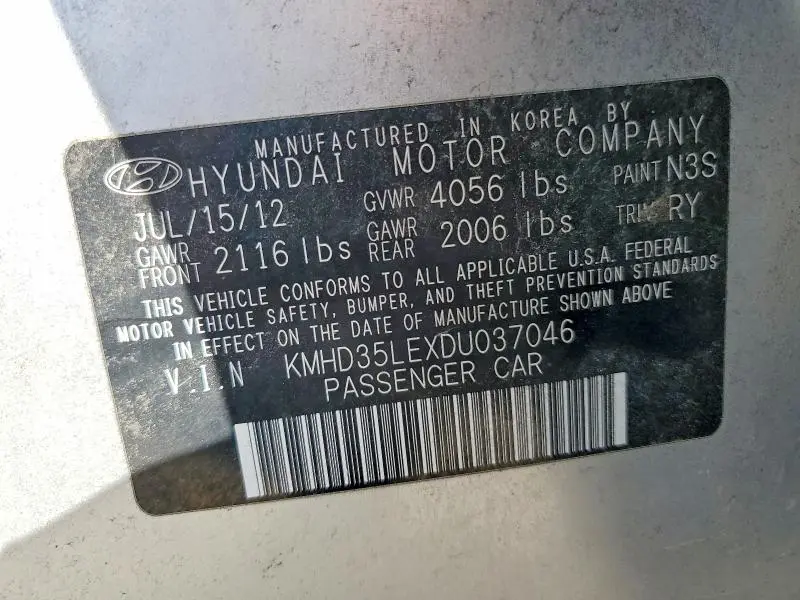 MANUFACTURED IN KOREA BY
HYUNDAI MOTOR COMPANY
JUL/15/12 GVWR 4056 lbs PAINT N3S
GAWR FRONT 2116 lbs GAWR REAR 2006 lbs TRIM RY
THIS VEHICLE CONFORMS TO ALL APPLICABLE U.S.A. FEDERAL
MOTOR VEHICLE SAFETY, BUMPER, AND THEFT PREVENTION STANDARDS
IN EFFECT ON THE DATE OF MANUFACTURE SHOWN ABOVE
V.I.N KMHD35LEXDU037046
PASSENGER CAR